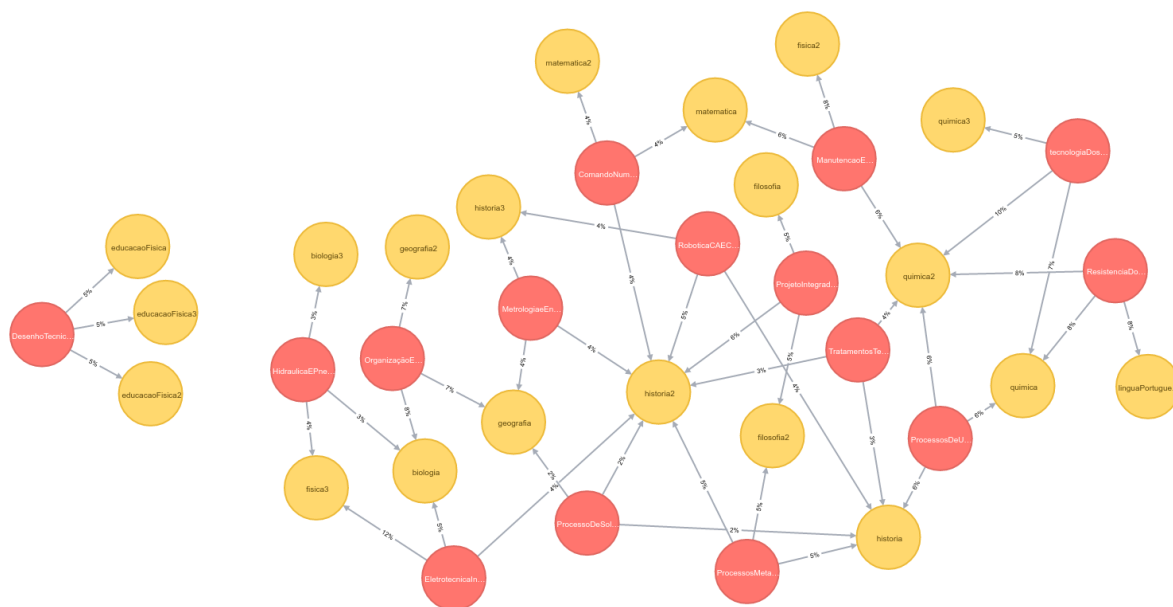 fisica2
8%
matematica2
4%
matematica
4%
6%
quimica3
5%
ManutencaoE...
tecnologiaDos...
ComandoNum...
filosofia
6%
10%
7%
historia3
4%
5%
RoboticaCAEC...
educacaoFisica
biologia3
geografia2
4%
4%
quimica2
8%
ResistenciaDo...
5%
7%
MetrologiaeEn...
ProjetoIntegrad...
educacaoFisica3
5%
DesenhoTecnic...
3%
HidraulicaEPne...
OrganizaçãoE...
4%
4%
5%
6%
5%
4%
TratamentosTe...
6%
8%
8%
5%
educacaoFisica2
7%
8%
3%
3%
4%
historia2
quimica
linguaPortugue...
geografia
filosofia2
ProcessosDeU...
6%
3%
4%
biologia
fisica3
2%
2%
4%
5%
5%
6%
ProcessoDeSol...
2%
historia
12%
5%
5%
EletrotecnicaIn...
ProcessosMeta...